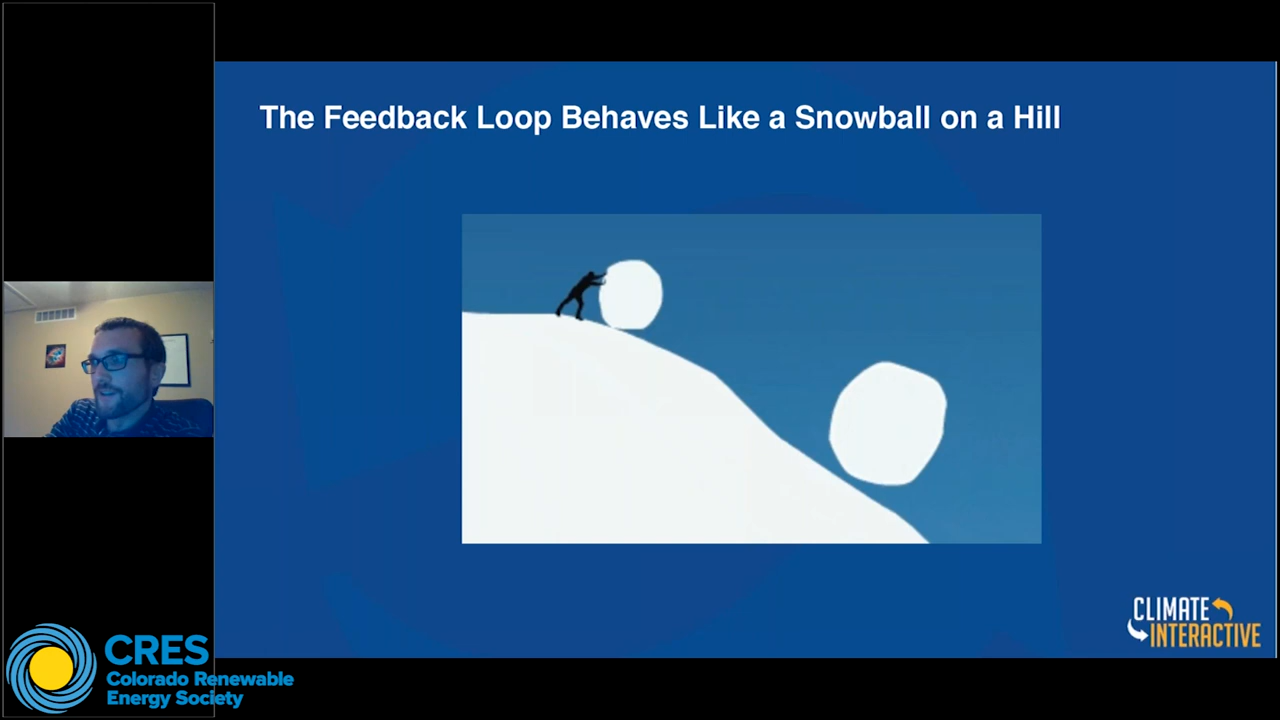 The Feedback Loop Behaves Like a Snowball on a Hill
CLIMATE
INTERACTIVE
CRES
Colorado Renewable
Energy Society